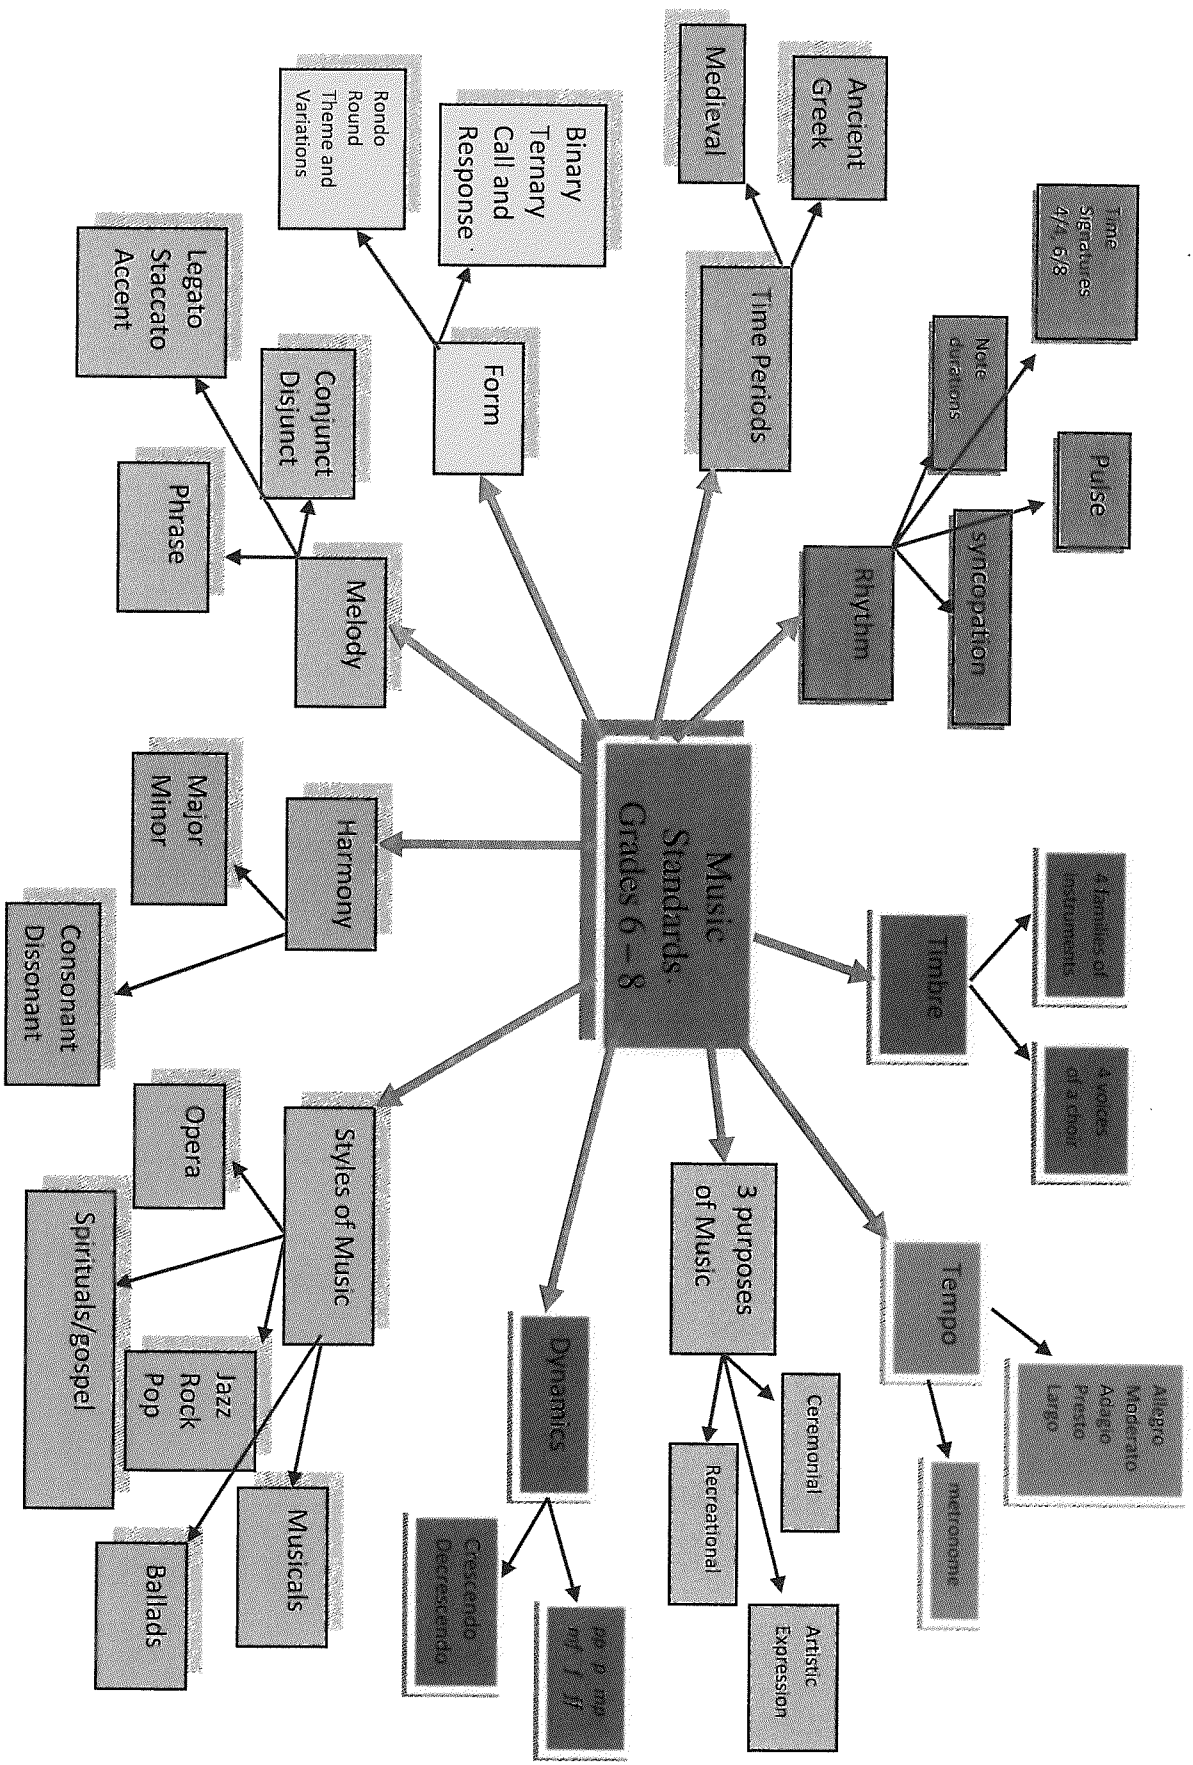 Time
Signatures
4/4 6/8
Pulse
Note
durations
syncopation
Rhythm
Ancient
Greek
Medieval
Time Periods
Binary
Ternary
Call and
Response
Rondo
Round
Theme and
Variations
Form
Legato
Staccato
Accent
Conjunct
Disjunct
Phrase
Melody
Music
Standards
Grades 6 – 8
4 families of
instruments
4 voices
of a choir
Timbre
Tempo
Allegro
Moderato
Adagio
Presto
Largo
metronome
3 purposes
of Music
Ceremonial
Recreational
Artistic
Expression
Dynamics
pp p mp
mf f ff
Crescendo
Decrescendo
Harmony
Major
Minor
Consonant
Dissonant
Styles of Music
Opera
Spirituals/gospel
Jazz
Rock
Pop
Musicals
Ballads